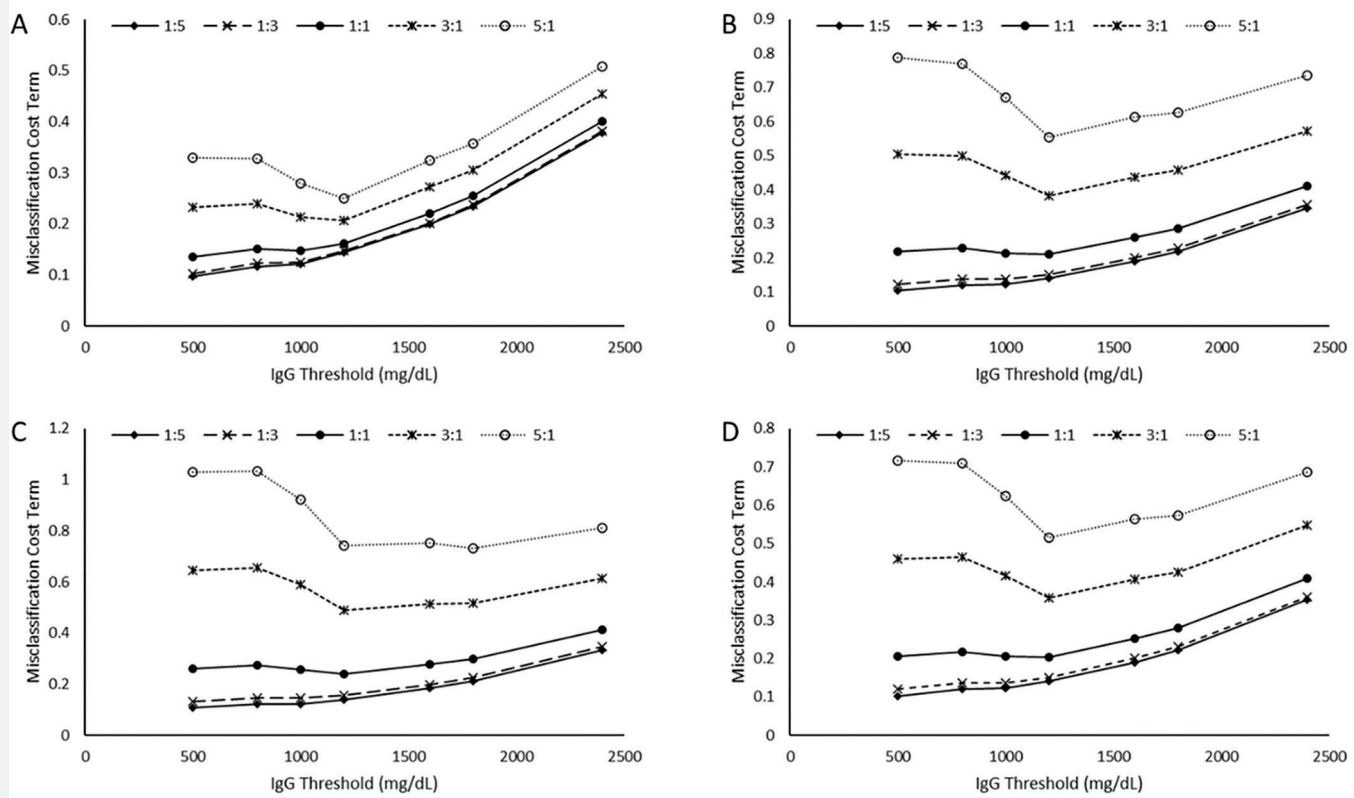 A
1:5 1:3 1:1 3:1 5:1
Misclassification Cost Term
0.6
0.5
0.4
0.3
0.2
0.1
0
0 500 1000 1500 2000 2500
IgG Threshold (mg/dL)
B
1:5 1:3 1:1 3:1 5:1
Misclassification Cost Term
0.9
0.8
0.7
0.6
0.5
0.4
0.3
0.2
0.1
0
0 500 1000 1500 2000 2500
IgG Threshold (mg/dL)
C
1:5 1:3 1:1 3:1 5:1
Misclassification Cost Term
1.2
1
0.8
0.6
0.4
0.2
0
0 500 1000 1500 2000 2500
IgG Threshold (mg/dL)
D
1:5 1:3 1:1 3:1 5:1
Misclassification Cost Term
0.8
0.7
0.6
0.5
0.4
0.3
0.2
0.1
0
0 500 1000 1500 2000 2500
IgG Threshold (mg/dL)